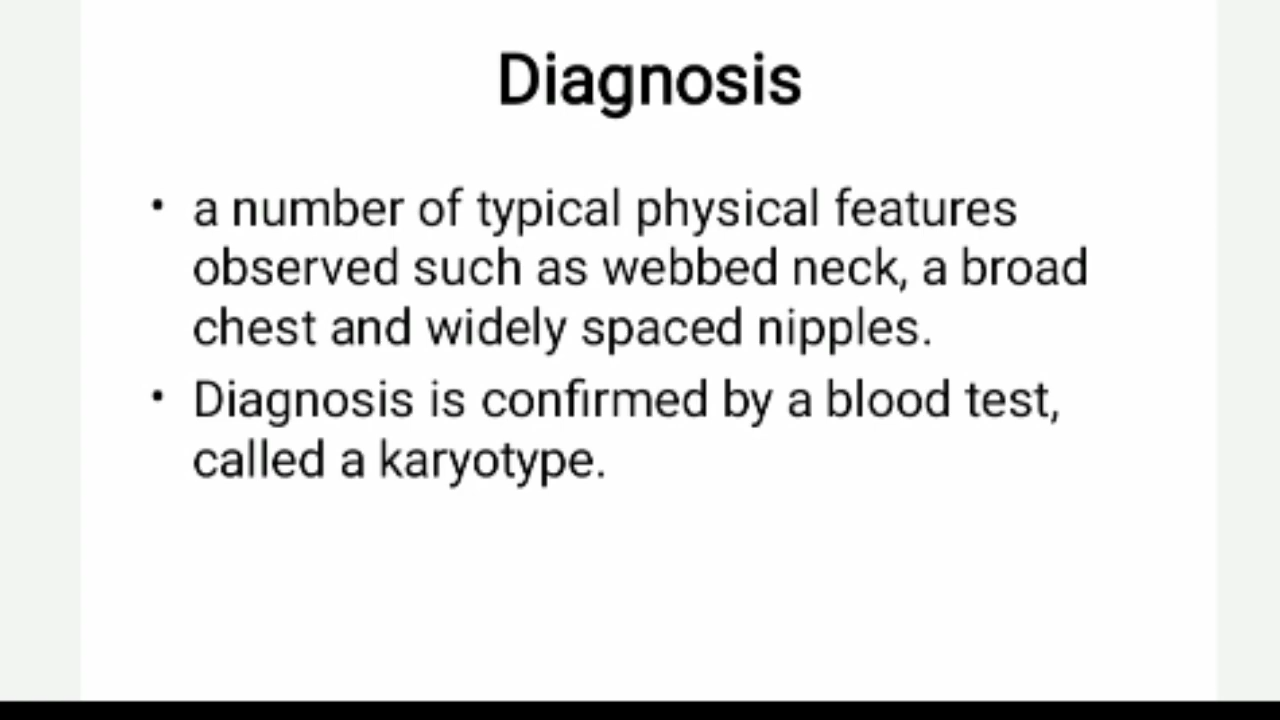 Diagnosis
• a number of typical physical features
observed such as webbed neck, a broad
chest and widely spaced nipples.
• Diagnosis is confirmed by a blood test,
called a karyotype.